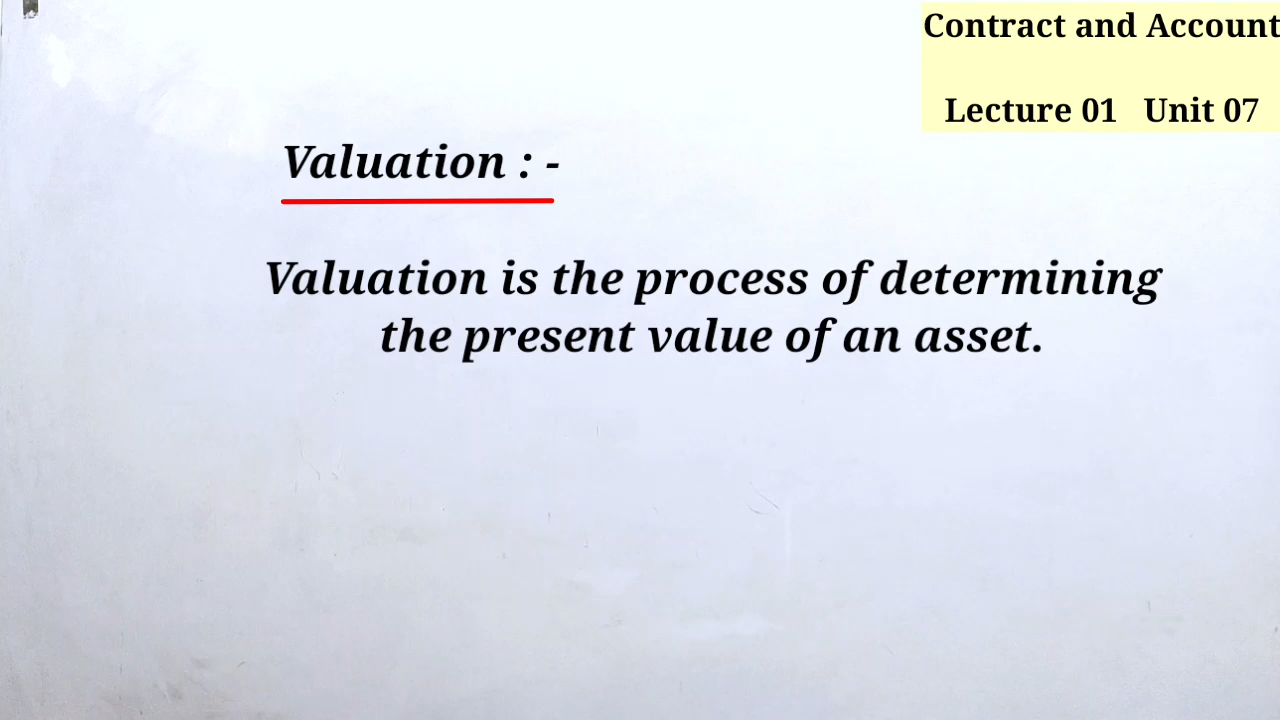 Contract and Account
Lecture 01 Unit 07
Valuation : -
Valuation is the process of determining
the present value of an asset.